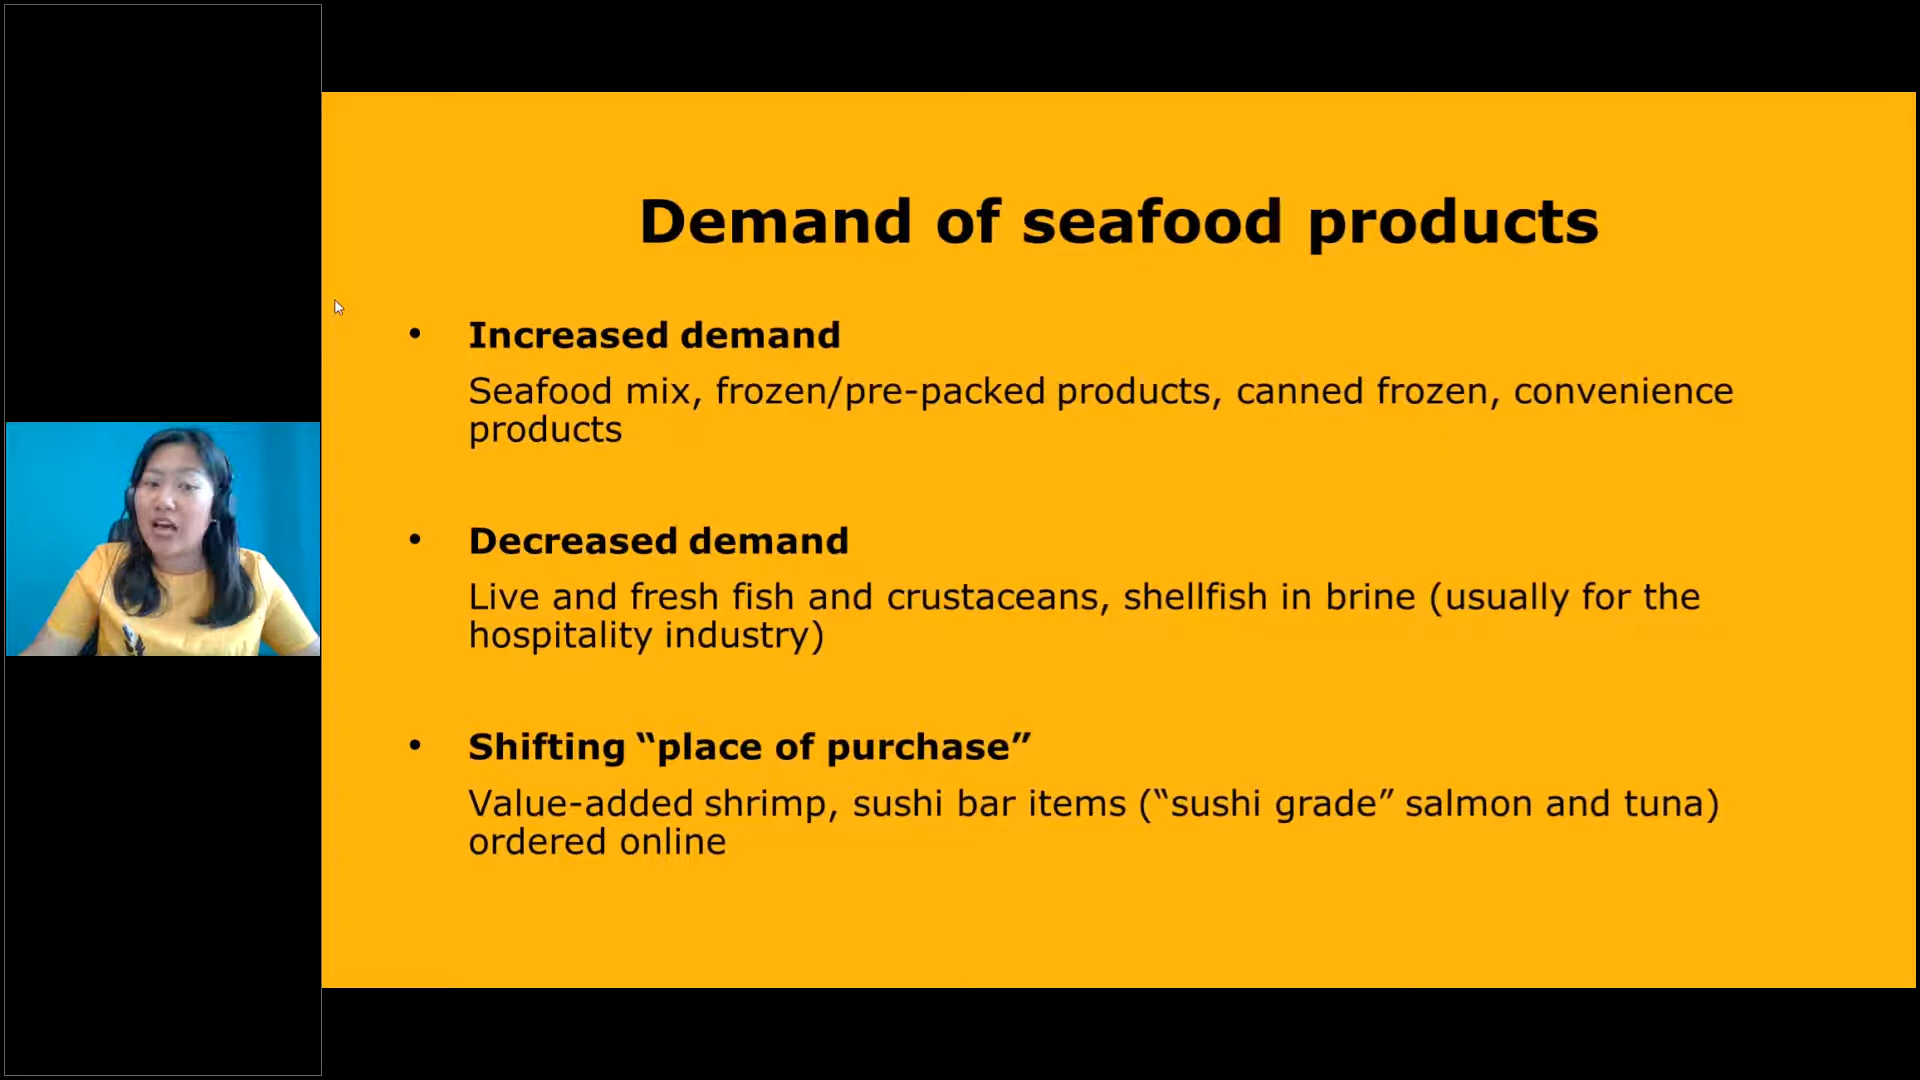 Demand of seafood products
• Increased demand
Seafood mix, frozen/pre-packed products, canned frozen, convenience
products
• Decreased demand
Live and fresh fish and crustaceans, shellfish in brine (usually for the
hospitality industry)
• Shifting “place of purchase”
Value-added shrimp, sushi bar items (“sushi grade” salmon and tuna)
ordered online